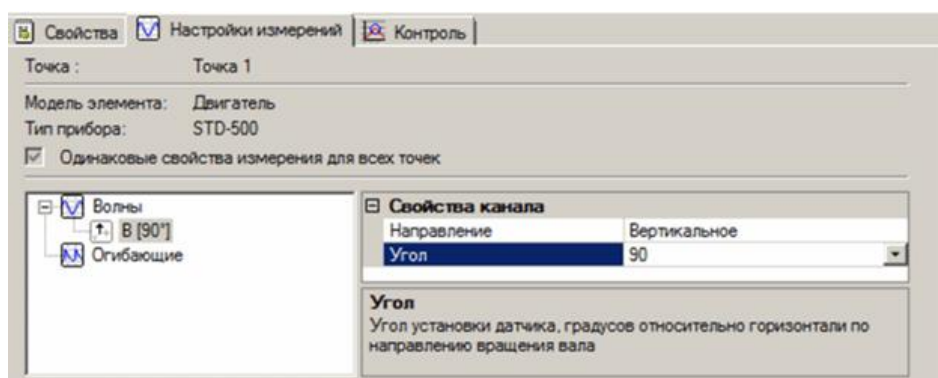 Свойства Настройки измерений Контроль
Точка : Точка 1
Модель элемента: Двигатель
Тип прибора: STD-500
Одинаковые свойства измерения для всех точек
Волны
В [90°]
Огибающие
Свойства канала
Направление Вертикальное
Угол 90
Угол
Угол установки датчика, градусов относительно горизонтали по
направлению вращения вала